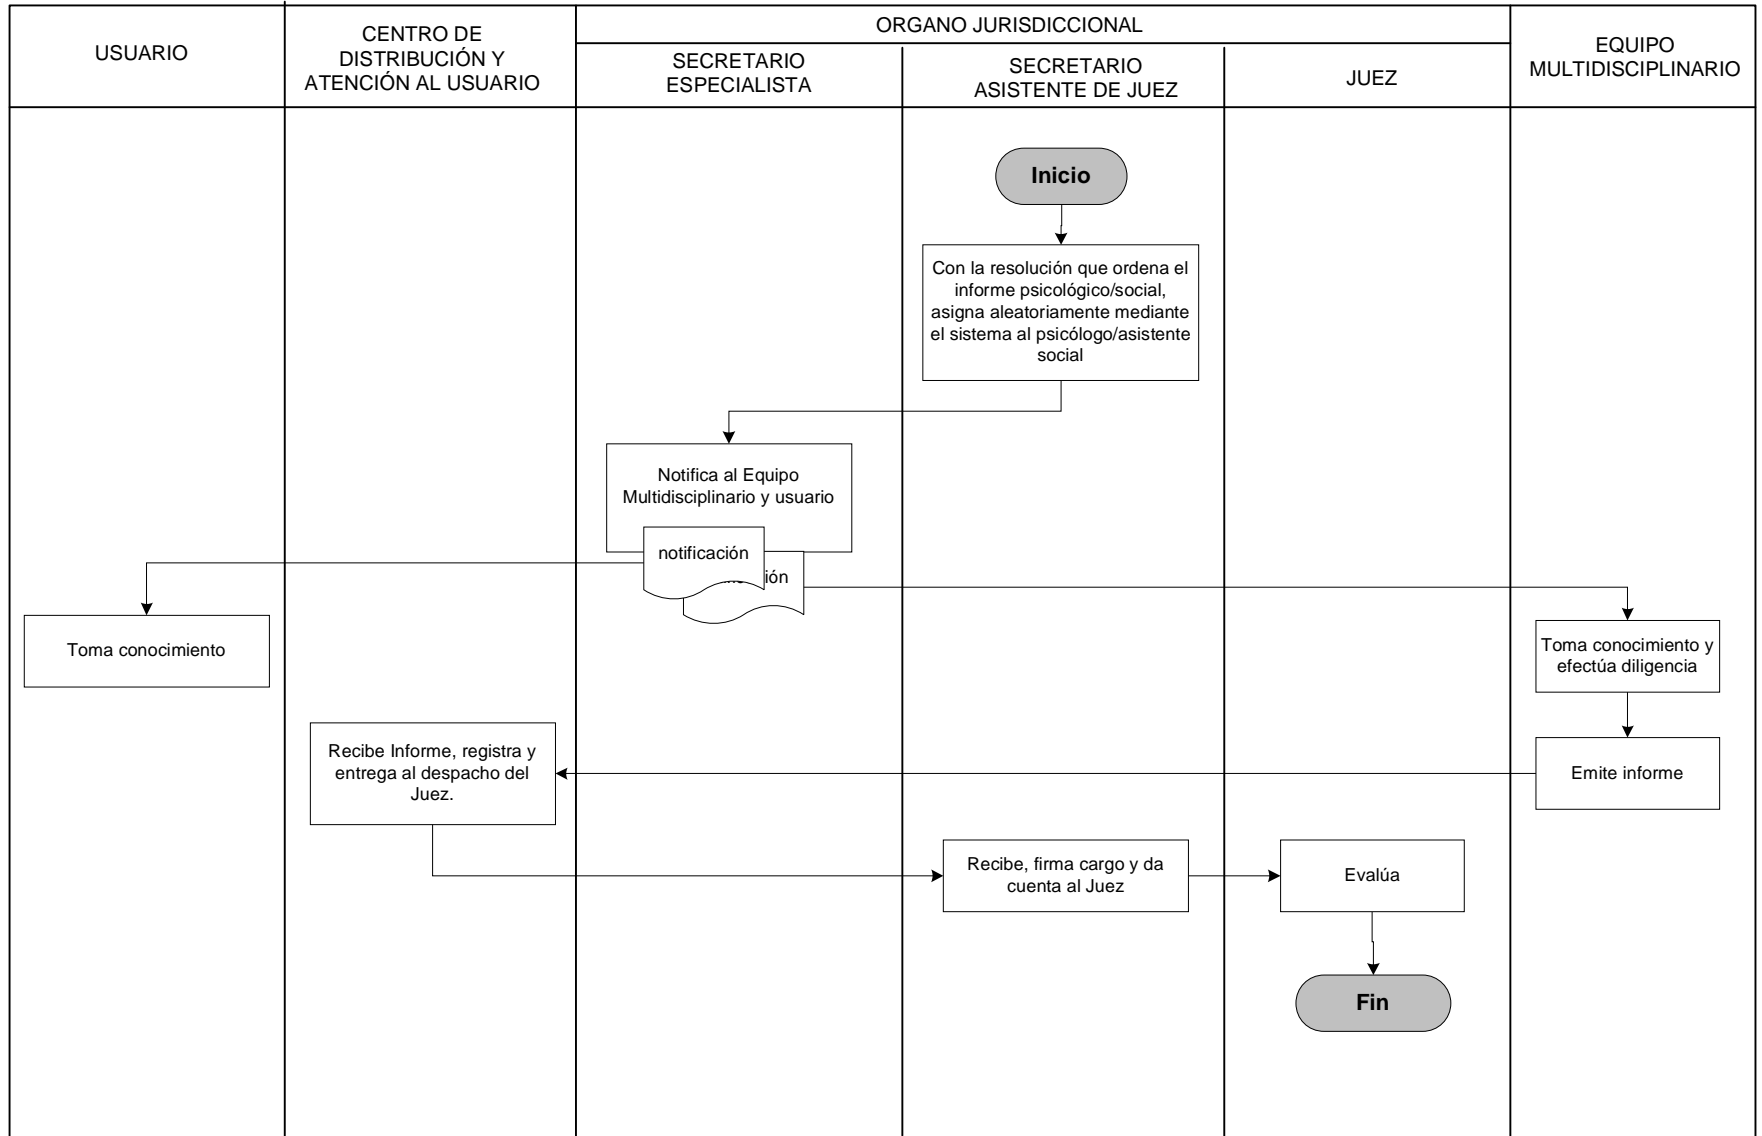 USUARIO
CENTRO DE
DISTRIBUCIÓN Y
ATENCIÓN AL USUARIO
ORGANO JURISDICCIONAL
SECRETARIO
ESPECIALISTA
SECRETARIO
ASISTENTE DE JUEZ
JUEZ
EQUIPO
MULTIDISCIPLINARIO
Inicio
Con la resolución que ordena el
informe psicológico/social,
asigna aleatoriamente mediante
el sistema al psicólogo/asistente
social
Notifica al Equipo
Multidisciplinario y usuario
notificación
Toma conocimiento
Toma conocimiento y
efectúa diligencia
Recibe Informe, registra y
entrega al despacho del
Juez.
Emite informe
Recibe, firma cargo y da
cuenta al Juez
Evalúa
Fin